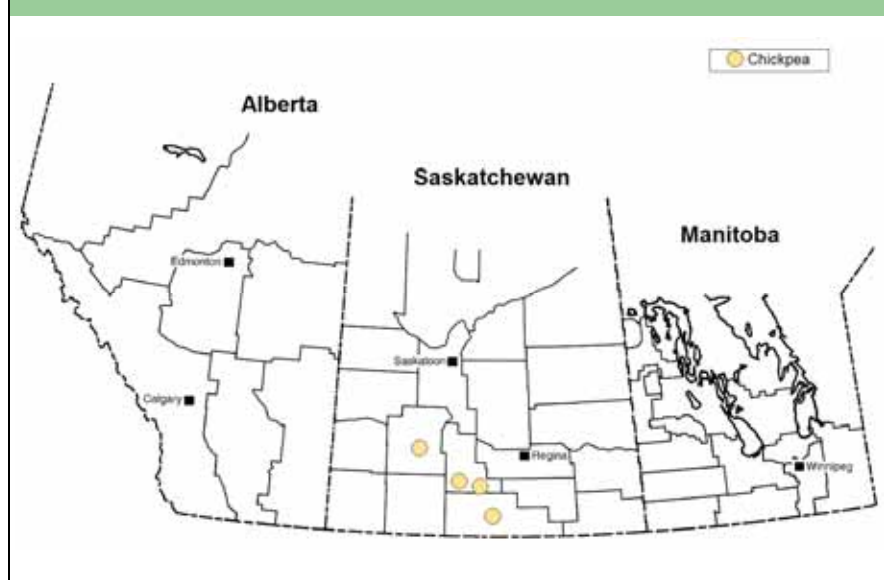 Chickpea
Alberta
Saskatchewan
Manitoba
Edmonton
Saskatoon
Calgary
Regina
Winnipeg